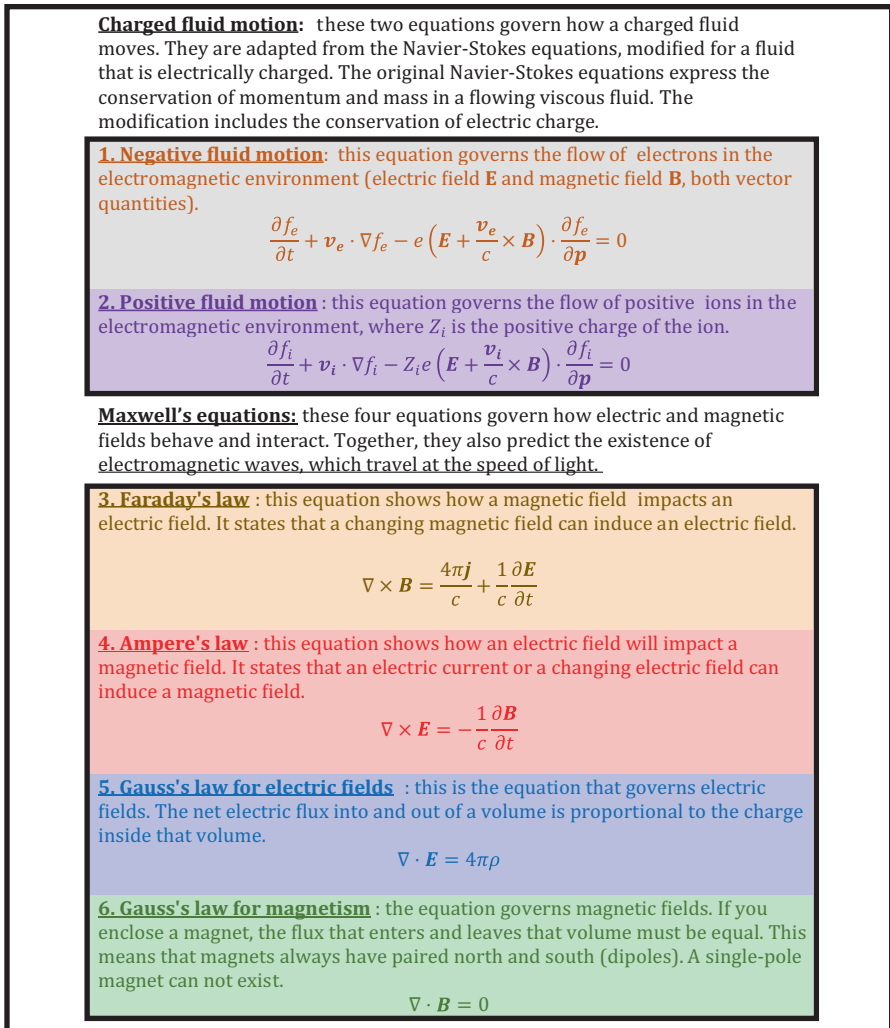 Charged fluid motion: these two equations govern how a charged fluid
moves. They are adapted from the Navier-Stokes equations, modified for a fluid
that is electrically charged. The original Navier-Stokes equations express the
conservation of momentum and mass in a flowing viscous fluid. The
modification includes the conservation of electric charge.
1. Negative fluid motion: this equation governs the flow of electrons in the
electromagnetic environment (electric field E and magnetic field B, both vector
quantities).
∂f_e/∂t + v_e · ∇f_e − e (E + v_e/c × B) · ∂f_e/∂p = 0
2. Positive fluid motion : this equation governs the flow of positive ions in the
electromagnetic environment, where Z_i is the positive charge of the ion.
∂f_i/∂t + v_i · ∇f_i − Z_i e (E + v_i/c × B) · ∂f_i/∂p = 0
Maxwell's equations: these four equations govern how electric and magnetic
fields behave and interact. Together, they also predict the existence of
electromagnetic waves, which travel at the speed of light.
3. Faraday's law : this equation shows how a magnetic field impacts an
electric field. It states that a changing magnetic field can induce an electric field.
∇ × B = 4πj/c + 1/c ∂E/∂t
4. Ampere's law : this equation shows how an electric field will impact a
magnetic field. It states that an electric current or a changing electric field can
induce a magnetic field.
∇ × E = − 1/c ∂B/∂t
5. Gauss's law for electric fields : this is the equation that governs electric
fields. The net electric flux into and out of a volume is proportional to the charge
inside that volume.
∇ · E = 4πρ
6. Gauss's law for magnetism : the equation governs magnetic fields. If you
enclose a magnet, the flux that enters and leaves that volume must be equal. This
means that magnets always have paired north and south (dipoles). A single-pole
magnet can not exist.
∇ · B = 0